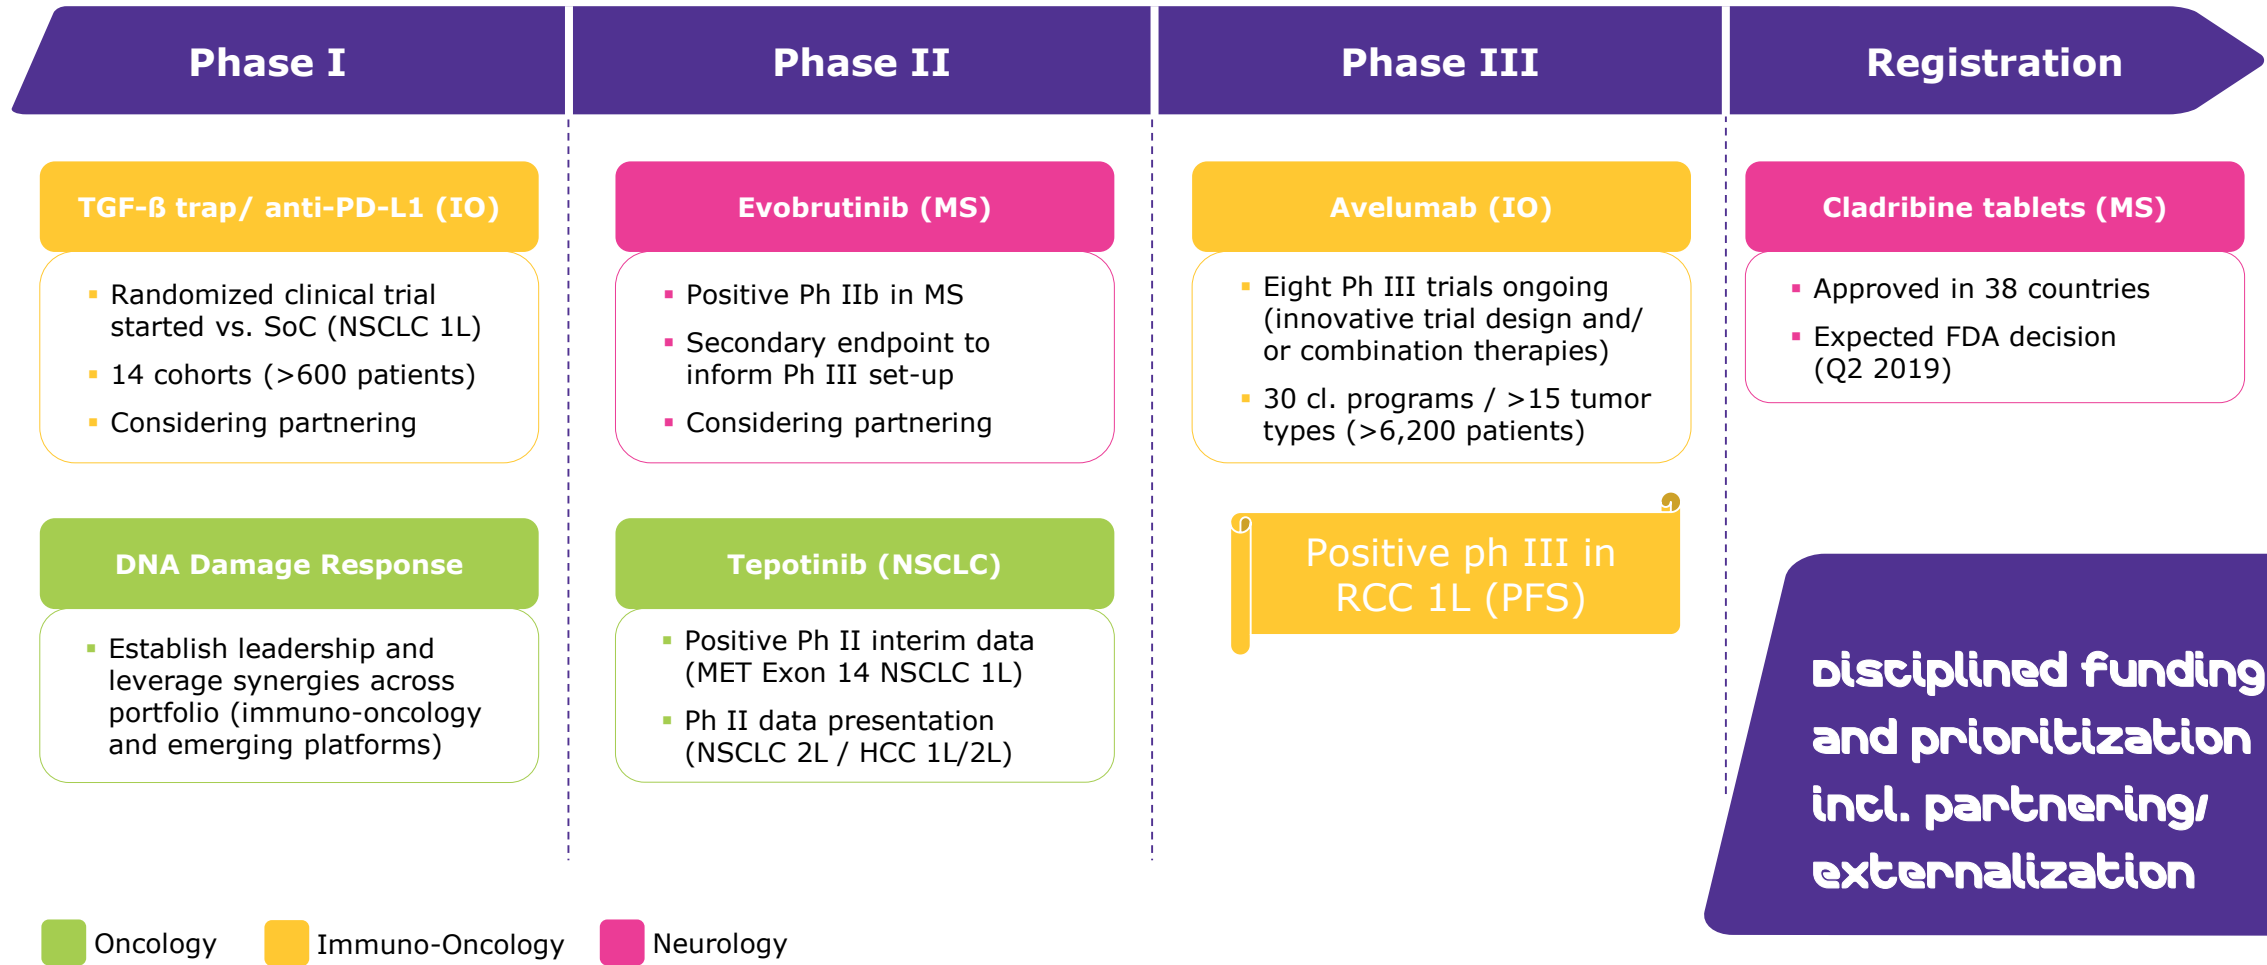 Phase I
Phase II
Phase III
Registration
TGF-ß trap/ anti-PD-L1 (IO)
▪ Randomized clinical trial
started vs. SoC (NSCLC 1L)
▪ 14 cohorts (>600 patients)
▪ Considering partnering
DNA Damage Response
▪ Establish leadership and
leverage synergies across
portfolio (immuno-oncology
and emerging platforms)
Evobrutinib (MS)
▪ Positive Ph IIb in MS
▪ Secondary endpoint to
inform Ph III set-up
▪ Considering partnering
Tepotinib (NSCLC)
▪ Positive Ph II interim data
(MET Exon 14 NSCLC 1L)
▪ Ph II data presentation
(NSCLC 2L / HCC 1L/2L)
Avelumab (IO)
▪ Eight Ph III trials ongoing
(innovative trial design and/
or combination therapies)
▪ 30 cl. programs / >15 tumor
types (>6,200 patients)
Positive ph III in
RCC 1L (PFS)
Cladribine tablets (MS)
▪ Approved in 38 countries
▪ Expected FDA decision
(Q2 2019)
Disciplined funding
and prioritization
incl. partnering/
externalization
Oncology
Immuno-Oncology
Neurology